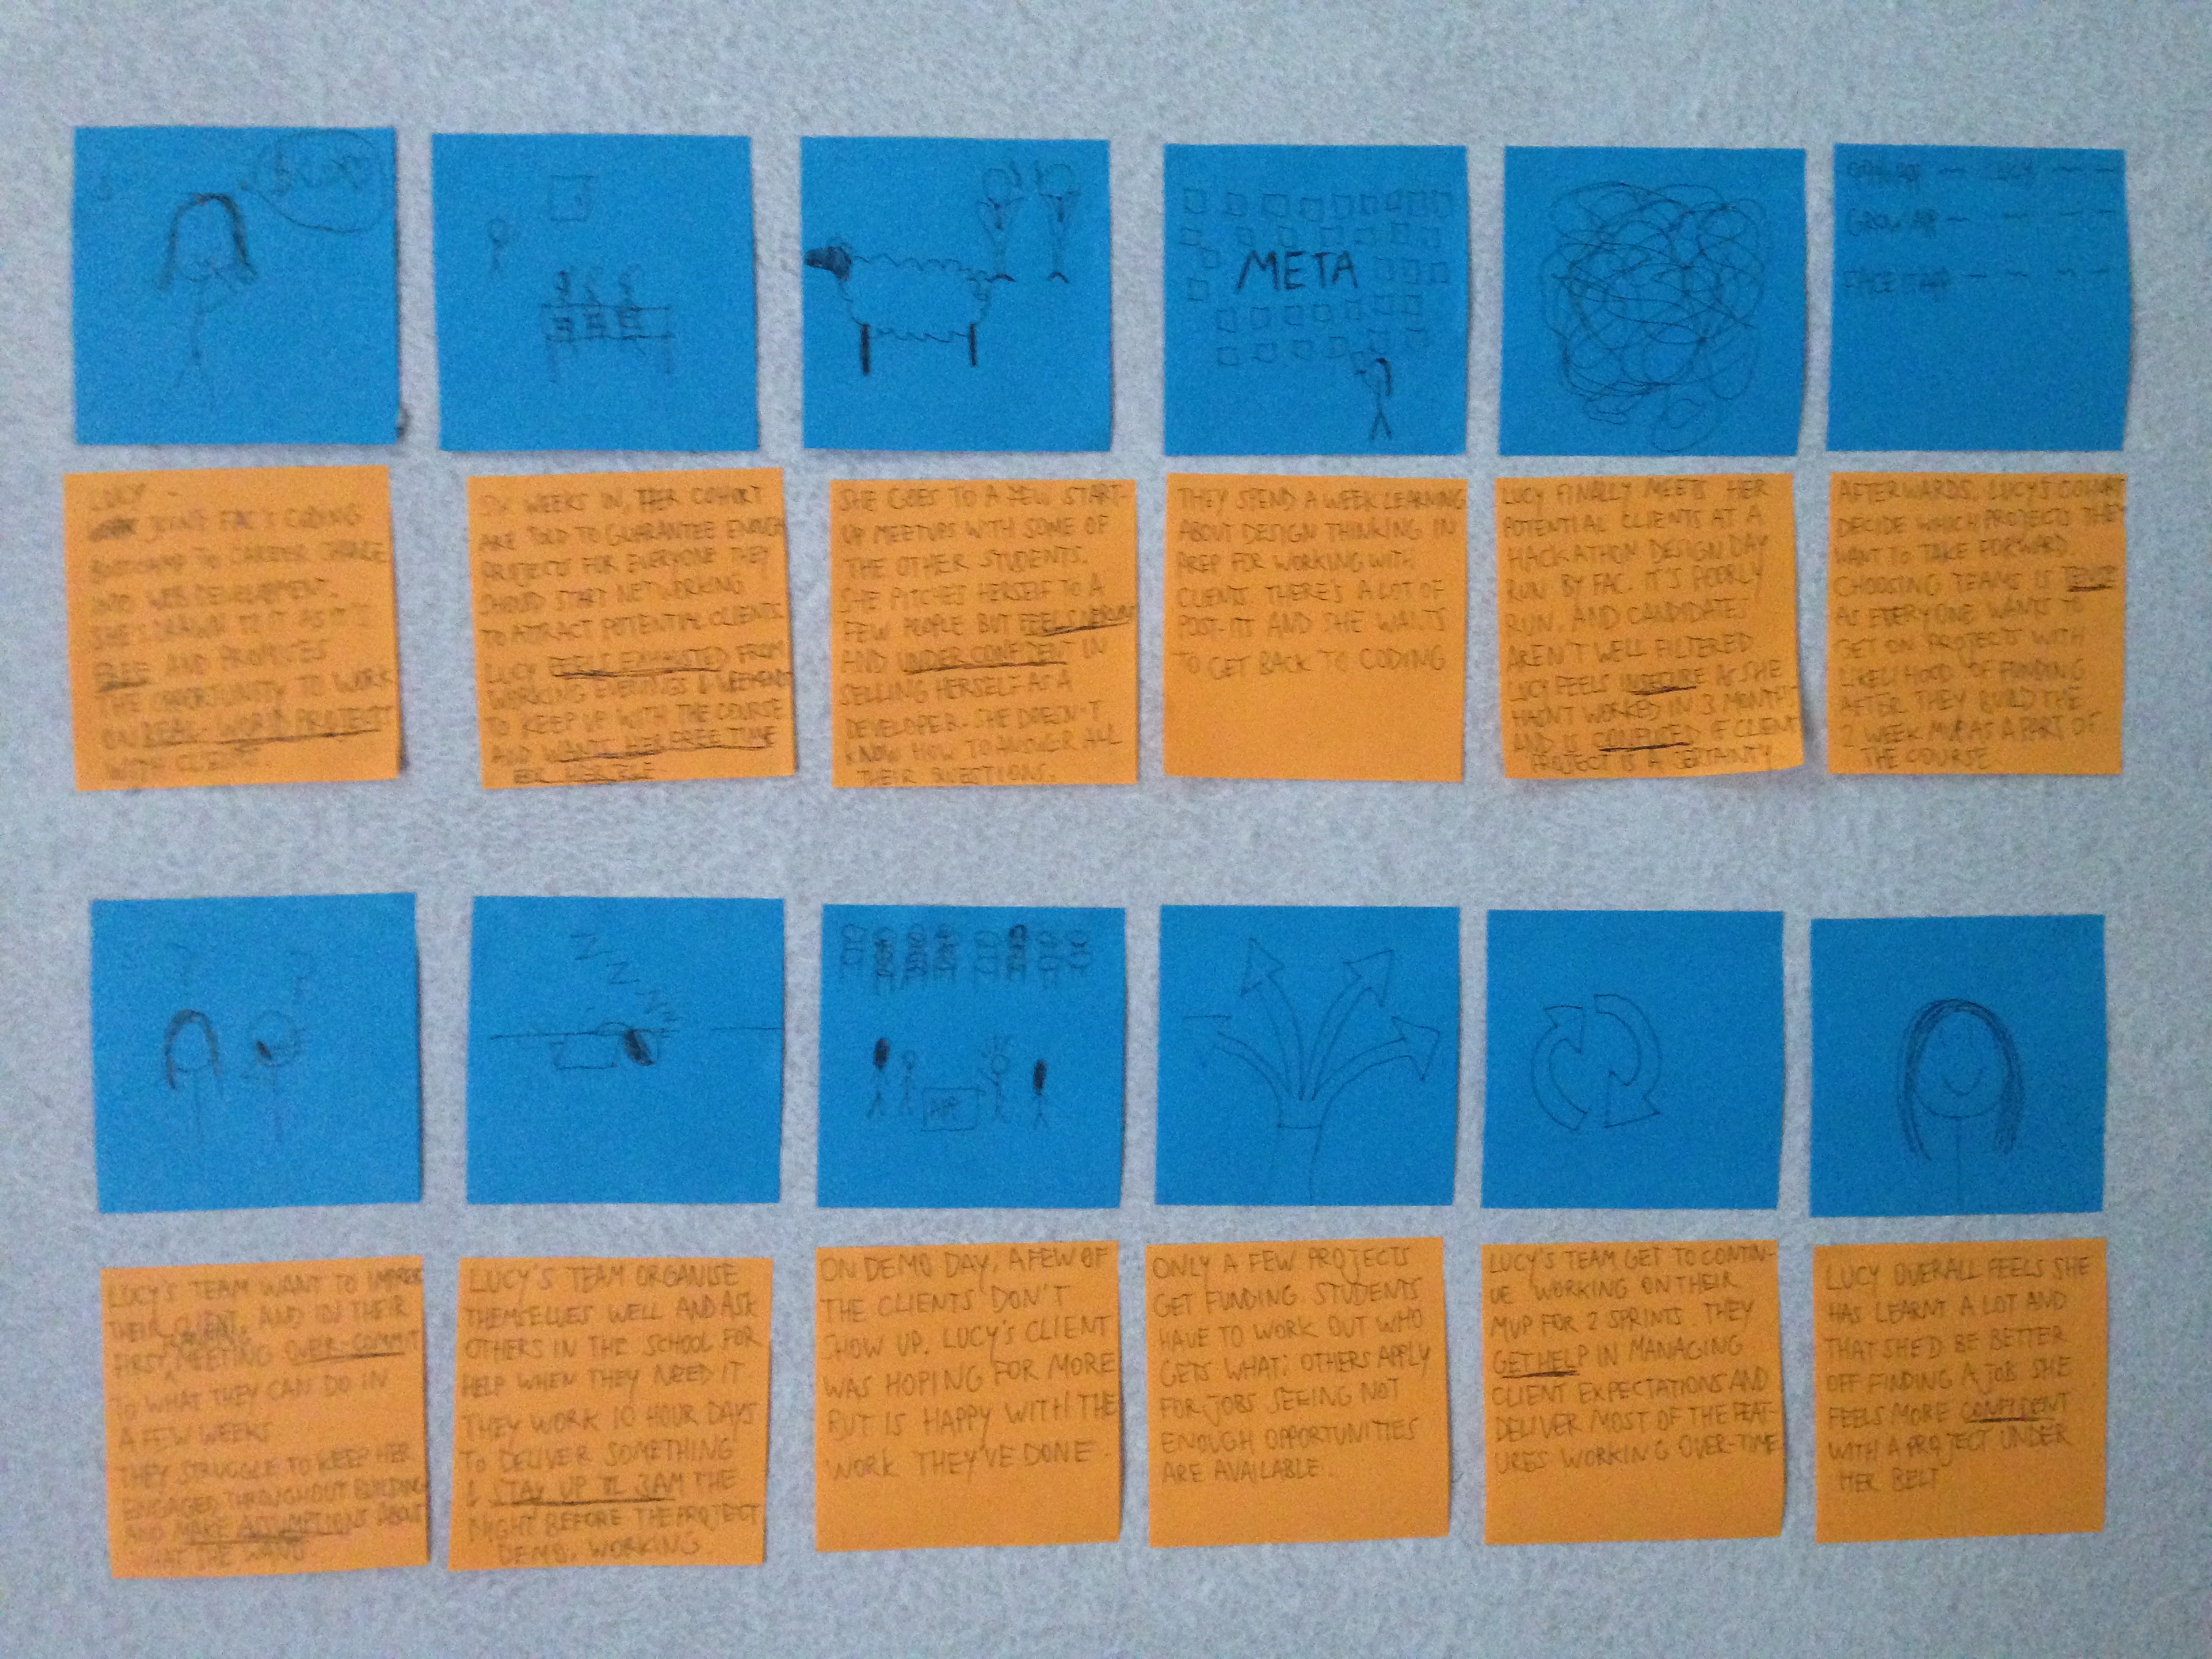 META
LUCY
GROW APP
LUCY -
JOINS FAC'S CODING
BOOTCAMP TO CAREER CHANGE
INTO WEB DEVELOPMENT.
SHE'S DRAWN TO IT AS IT'S
FREE AND PROMISES
THE OPPORTUNITY TO WORK
ON REAL WORLD PROJECTS
WITH CLIENTS.
SIX WEEKS IN, HER COHORT
ARE TOLD TO GUARANTEE ENOUGH
PROJECTS FOR EVERYONE THEY
SHOULD START NETWORKING
TO ATTRACT POTENTIAL CLIENTS.
LUCY FEELS EXHAUSTED FROM
WORKING EVENINGS & WEEKENDS
TO KEEP UP WITH THE COURSE
AND WANTS HER FREE TIME
FOR HERSELF
SHE GOES TO A FEW START-
UP MEETUPS WITH SOME OF
THE OTHER STUDENTS.
SHE PITCHES HERSELF TO A
FEW PEOPLE BUT FEELS
AND UNDER CONFIDENT IN
SELLING HERSELF AS A
DEVELOPER. SHE DOESN'T
KNOW HOW TO ANSWER ALL
THEIR QUESTIONS.
THEY SPEND A WEEK LEARNING
ABOUT DESIGN THINKING IN
PREP FOR WORKING WITH
CLIENTS. THERE'S A LOT OF
POST-ITS AND SHE WANTS
TO GET BACK TO CODING
LUCY FINALLY MEETS HER
POTENTIAL CLIENTS AT A
HACKATHON DESIGN DAY
RUN BY FAC. IT'S POORLY
RUN, AND CANDIDATES
AREN'T WELL FILTERED
LUCY FEELS INSECURE AS SHE
HASN'T WORKED IN 3 MONTHS
AND IS CONFUSED IF CLIENT
PROJECT IS A CERTAINTY
AFTERWARDS, LUCY'S COHORT
DECIDE WHICH PROJECTS THEY
WANT TO TAKE FORWARD.
CHOOSING TEAMS IS TENSE
AS EVERYONE WANTS TO
GET ON PROJECTS WITH
LIKELIHOOD OF FUNDING
AFTER THEY BUILD THE
2 WEEK MVP AS A PART OF
THE COURSE
APP
LUCY'S TEAM WANT TO IMPRESS
THEIR CLIENT, AND IN THEIR
FIRST MEETING OVER-COMMIT
TO WHAT THEY CAN DO IN
A FEW WEEKS
THEY STRUGGLE TO KEEP HER
ENGAGED THROUGHOUT BUILDING
AND MAKE ASSUMPTIONS ABOUT
WHAT SHE WANTS.
LUCY'S TEAM ORGANISE
THEMSELVES WELL AND ASK
OTHERS IN THE SCHOOL FOR
HELP WHEN THEY NEED IT.
THEY WORK 10 HOUR DAYS
TO DELIVER SOMETHING
& STAY UP TIL 3AM THE
NIGHT BEFORE THE PROJECT
DEMO, WORKING.
ON DEMO DAY, A FEW OF
THE CLIENTS DON'T
SHOW UP. LUCY'S CLIENT
WAS HOPING FOR MORE
BUT IS HAPPY WITH THE
WORK THEY'VE DONE.
ONLY A FEW PROJECTS
GET FUNDING. STUDENTS
HAVE TO WORK OUT WHO
GETS WHAT; OTHERS APPLY
FOR JOBS SEEING NOT
ENOUGH OPPORTUNITIES
ARE AVAILABLE.
LUCY'S TEAM GET TO CONTIN-
UE WORKING ON THEIR
MVP FOR 2 SPRINTS. THEY
GET HELP IN MANAGING
CLIENT EXPECTATIONS AND
DELIVER MOST OF THE FEAT-
URES WORKING OVER-TIME
LUCY OVERALL FEELS SHE
HAS LEARNT A LOT AND
THAT SHE'D BE BETTER
OFF FINDING A JOB. SHE
FEELS MORE CONFIDENT
WITH A PROJECT UNDER
HER BELT